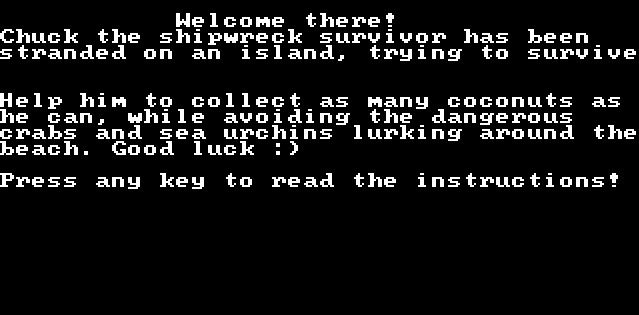 Welcome there!
Chuck the shipwreck survivor has been
stranded on an island, trying to survive
Help him to collect as many coconuts as
he can, while avoiding the dangerous
crabs and sea urchins lurking around the
beach. Good luck :)
Press any key to read the instructions!